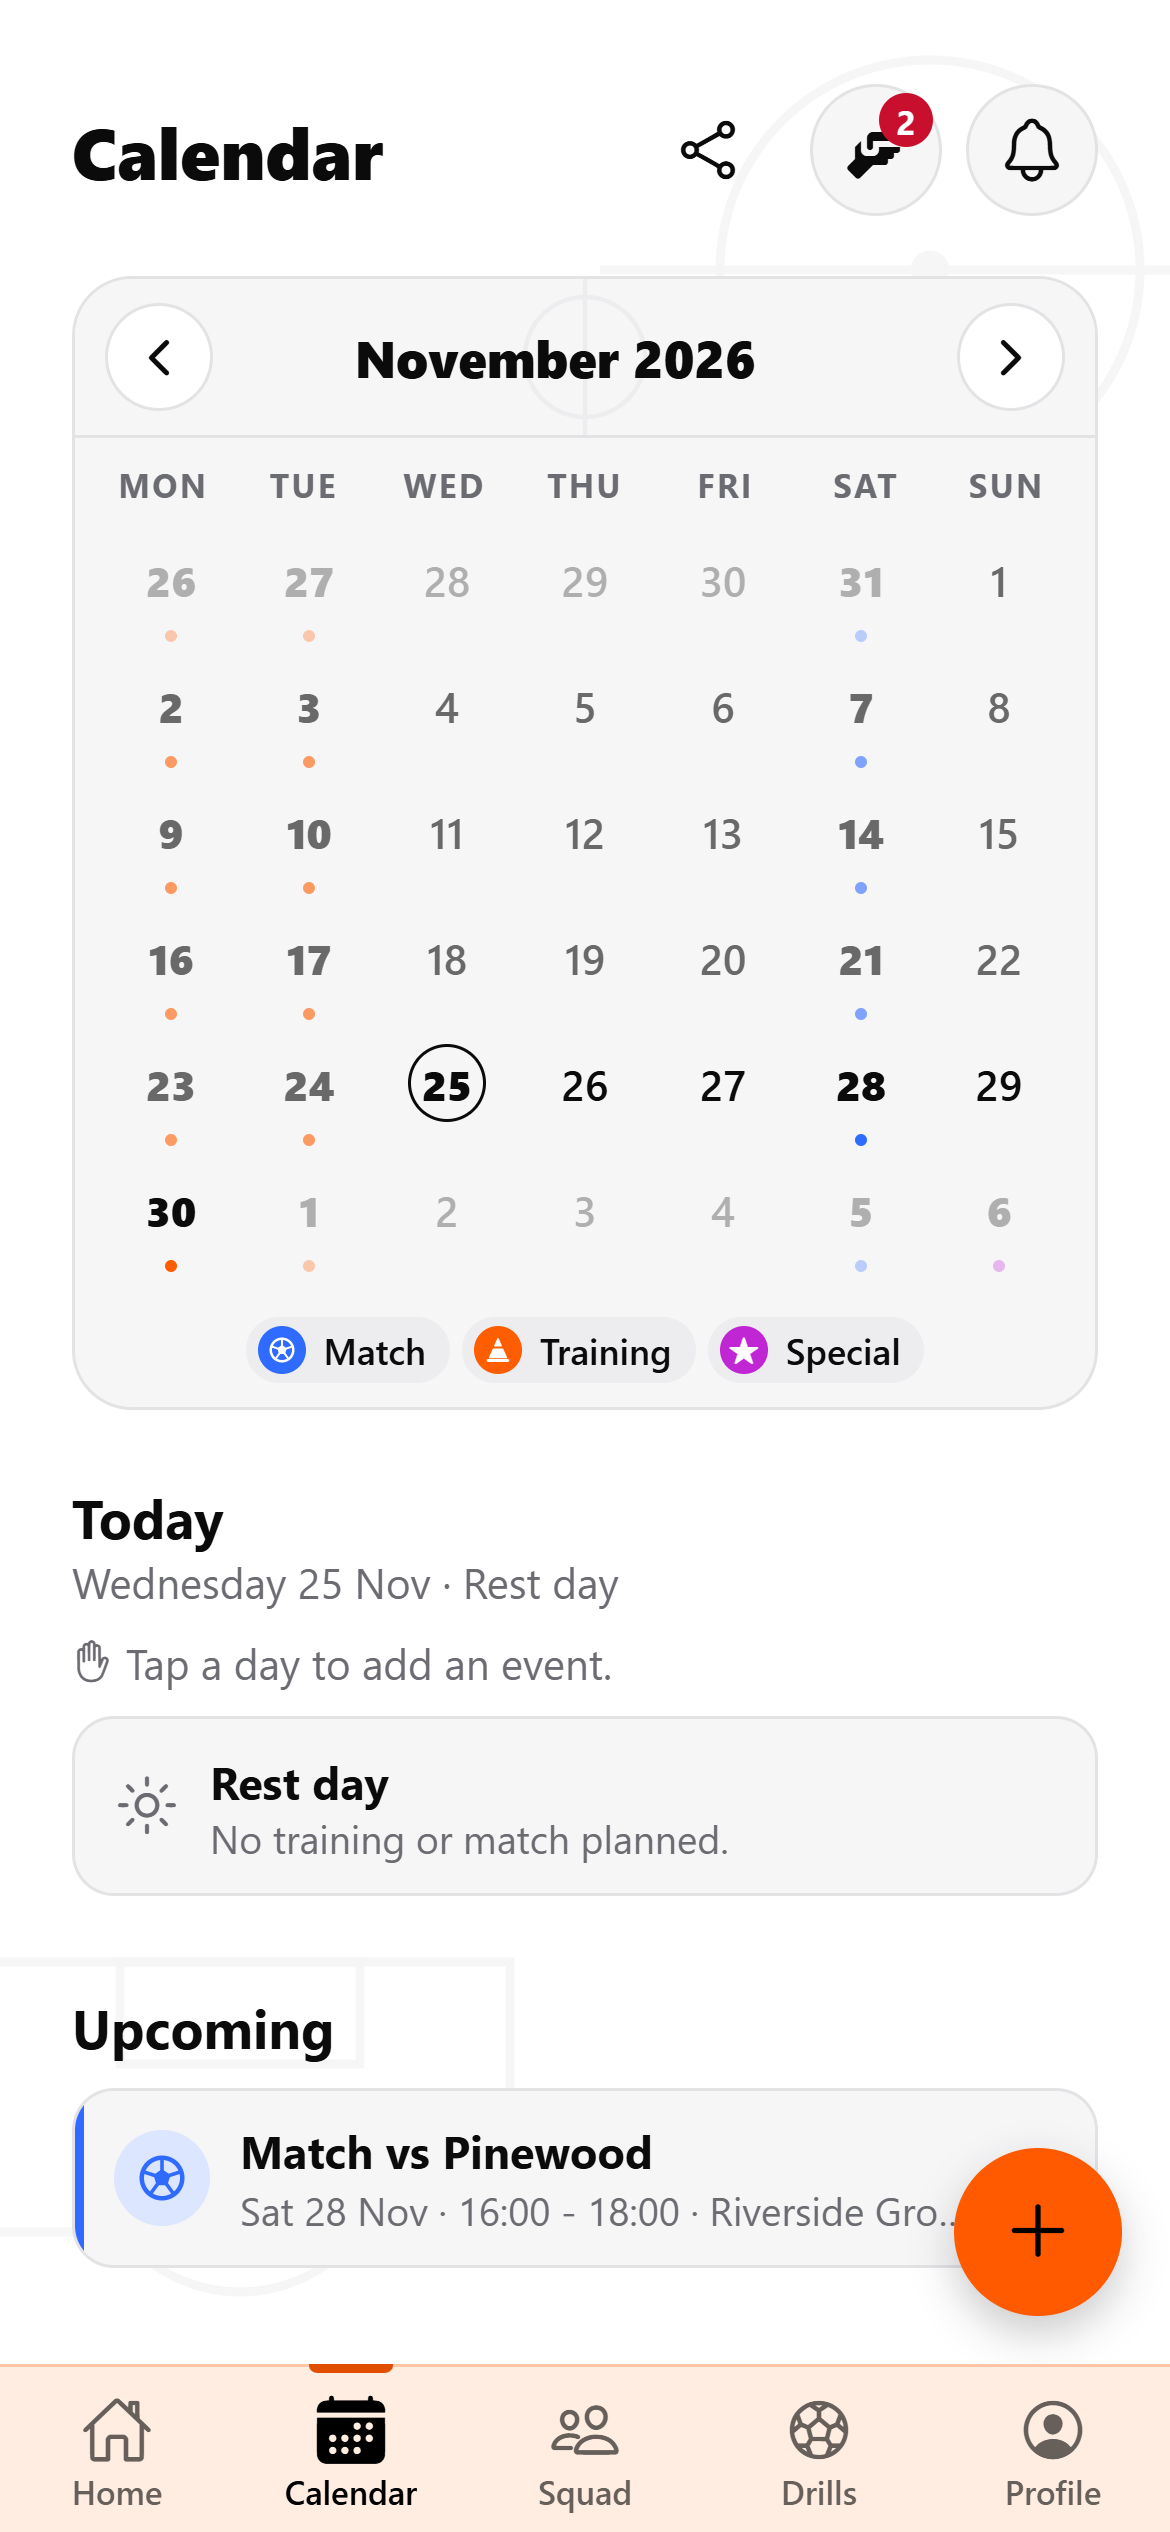 Calendar
2
November 2026
MON TUE WED THU FRI SAT SUN
26 27 28 29 30 31 1
2 3 4 5 6 7 8
9 10 11 12 13 14 15
16 17 18 19 20 21 22
23 24 25 26 27 28 29
30 1 2 3 4 5 6
Match Training Special
Today
Wednesday 25 Nov · Rest day
Tap a day to add an event.
Rest day
No training or match planned.
Upcoming
Match vs Pinewood
Sat 28 Nov · 16:00 - 18:00 · Riverside Gro..
Home Calendar Squad Drills Profile